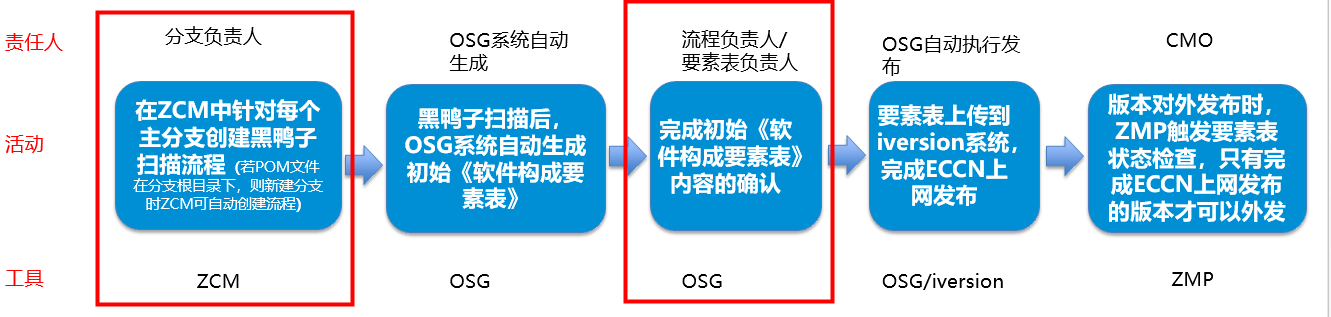 责任人
分支负责人
OSG系统自动
生成
流程负责人/
要素表负责人
OSG自动执行发
布
CMO
活动
在ZCM中针对每个
主分支创建黑鸭子
扫描流程（若POM文件
在分支根目录下，则新建分支
时ZCM可自动创建流程)
黑鸭子扫描后，
OSG系统自动生成
初始《软件构成要
素表》
完成初始《软
件构成要素表》
内容的确认
要素表上传到
iversion系统，
完成ECCN上
网发布
版本对外发布时，
ZMP触发要素表
状态检查，只有完
成ECCN上网发布
的版本才可以外发
工具
ZCM
OSG
OSG
OSG/iversion
ZMP